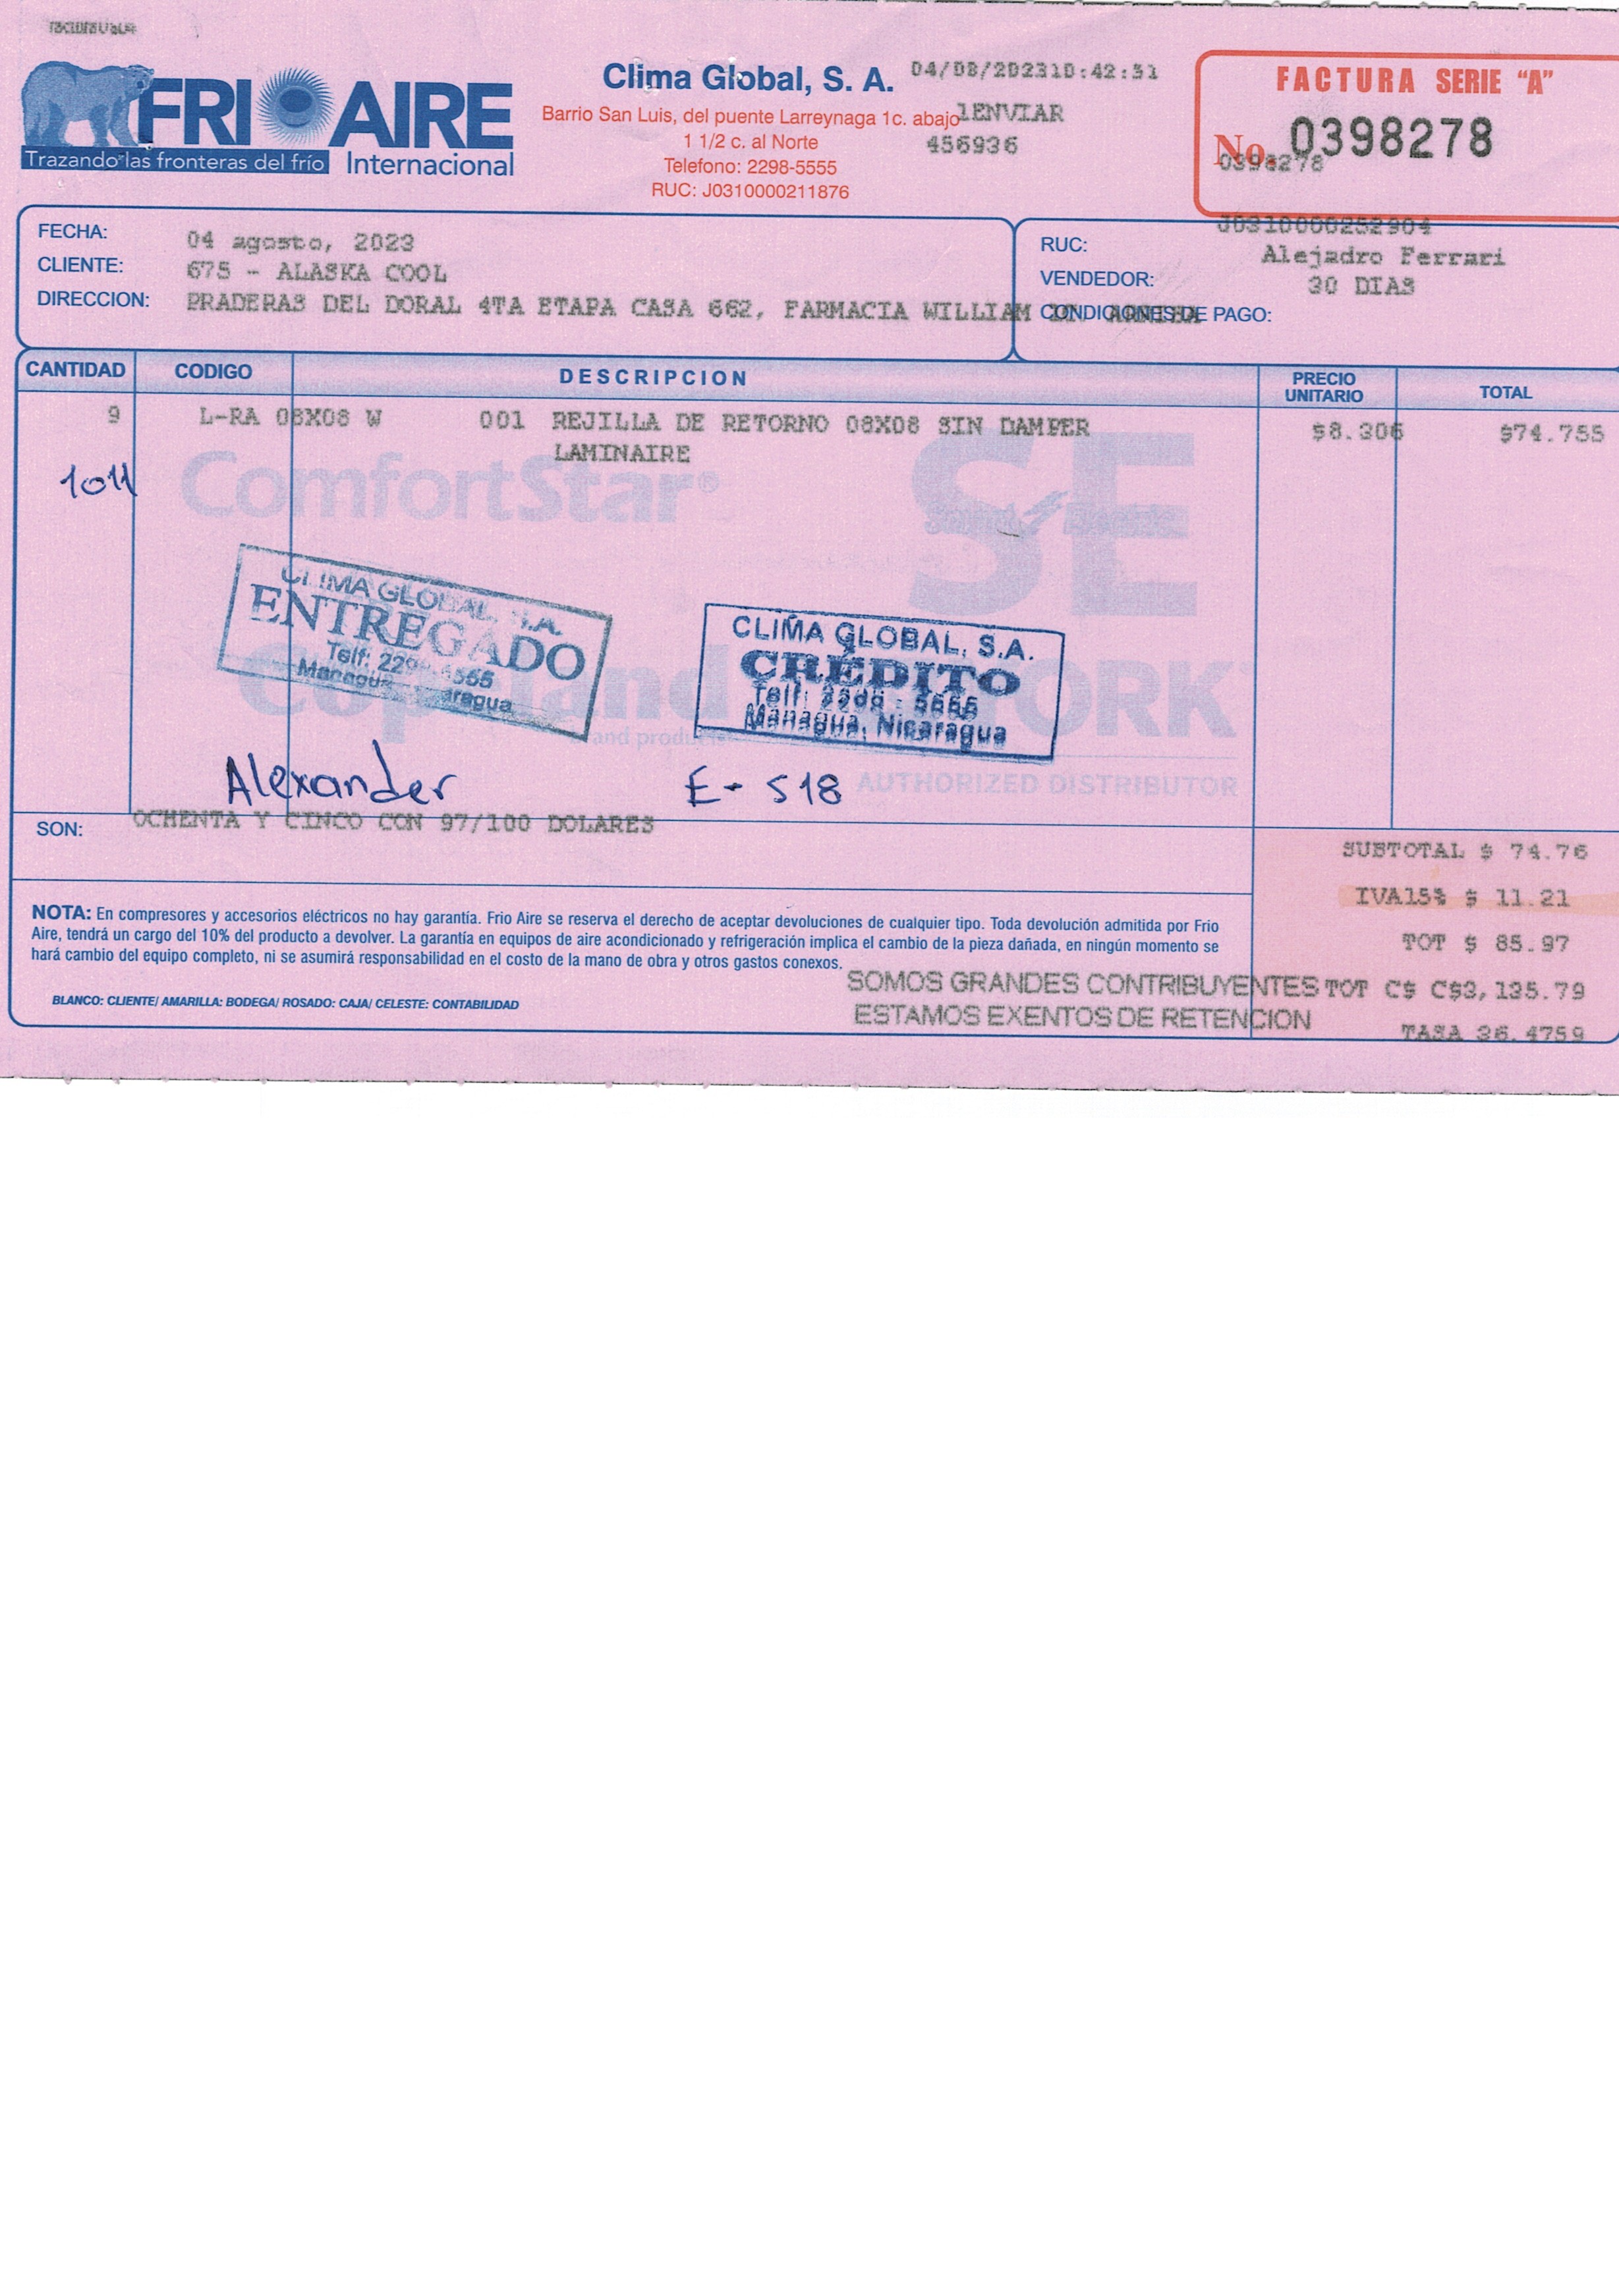 FRIO AIRE
Trazando las fronteras del frío Internacional
Clima Global, S. A.
Barrio San Luis, del puente Larreynaga 1c. abajo
1 1/2 c. al Norte
Telefono: 2298-5555
RUC: J0310000211876
04/08/202310:42:51
1ENVIAR
456936
FACTURA SERIE "A"
No. 0398278
0398278
FECHA: 04 agosto, 2023
CLIENTE: 675 - ALASKA COOL
DIRECCION: PRADERAS DEL DORAL 4TA ETAPA CASA 662, FARMACIA WILLIAM
RUC: J0310000252904
VENDEDOR: Alejadro Ferrari
CONDICIONES DE PAGO: 30 DIAS
CANTIDAD CODIGO DESCRIPCION PRECIO UNITARIO TOTAL
9 L-RA 08X08 W 001 REJILLA DE RETORNO 08X08 SIN DAMPER $8.306 $74.755
LAMINAIRE
1011
ComfortStar®
SE
CLIMA GLOBAL, S.A.
ENTREGADO
Telf:
Managua
CLIMA GLOBAL, S.A.
CREDITO
Telf: 2298 - 5555
Managua, Nicaragua
Copeland
brand products
YORK
AUTHORIZED DISTRIBUTOR
Alexander
E- 518
SON: OCHENTA Y CINCO CON 97/100 DOLARES
SUBTOTAL $ 74.76
IVA15% $ 11.21
TOT $ 85.97
TOT C$ C$3,135.79
TASA 36.4759
NOTA: En compresores y accesorios eléctricos no hay garantía. Frio Aire se reserva el derecho de aceptar devoluciones de cualquier tipo. Toda devolución admitida por Frio
Aire, tendrá un cargo del 10% del producto a devolver. La garantía en equipos de aire acondicionado y refrigeración implica el cambio de la pieza dañada, en ningún momento se
hará cambio del equipo completo, ni se asumirá responsabilidad en el costo de la mano de obra y otros gastos conexos.
SOMOS GRANDES CONTRIBUYENTES
ESTAMOS EXENTOS DE RETENCION
BLANCO: CLIENTE/ AMARILLA: BODEGA/ ROSADO: CAJA/ CELESTE: CONTABILIDAD